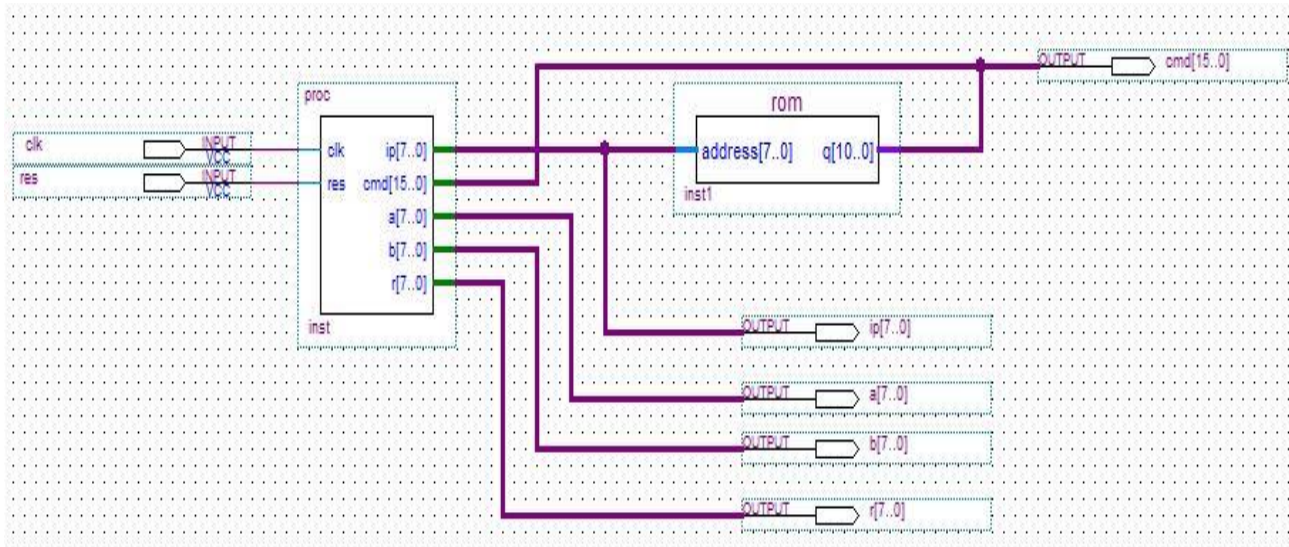 OUTPUT cmd[15..0]
proc
rom
clk INPUT VCC
clk ip[7..0]
address[7..0] q[10..0]
res INPUT VCC
res cmd[15..0]
inst1
a[7..0]
b[7..0]
r[7..0]
inst
OUTPUT ip[7..0]
OUTPUT a[7..0]
OUTPUT b[7..0]
OUTPUT r[7..0]